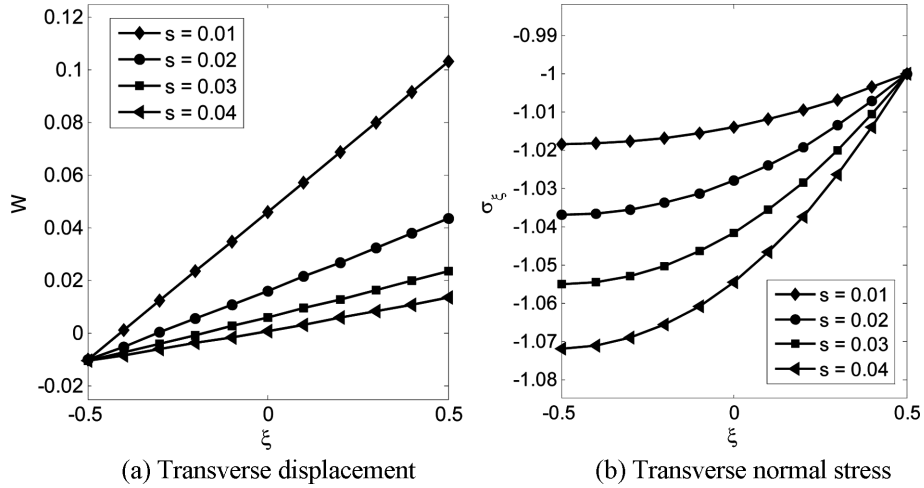 0.12
0.1
0.08
0.06
0.04
0.02
0
-0.02
W
s = 0.01
s = 0.02
s = 0.03
s = 0.04
-0.5
0
0.5
ξ
(a) Transverse displacement
-0.99
-1
-1.01
-1.02
-1.03
-1.04
-1.05
-1.06
-1.07
-1.08
σξ
s = 0.01
s = 0.02
s = 0.03
s = 0.04
-0.5
0
0.5
ξ
(b) Transverse normal stress